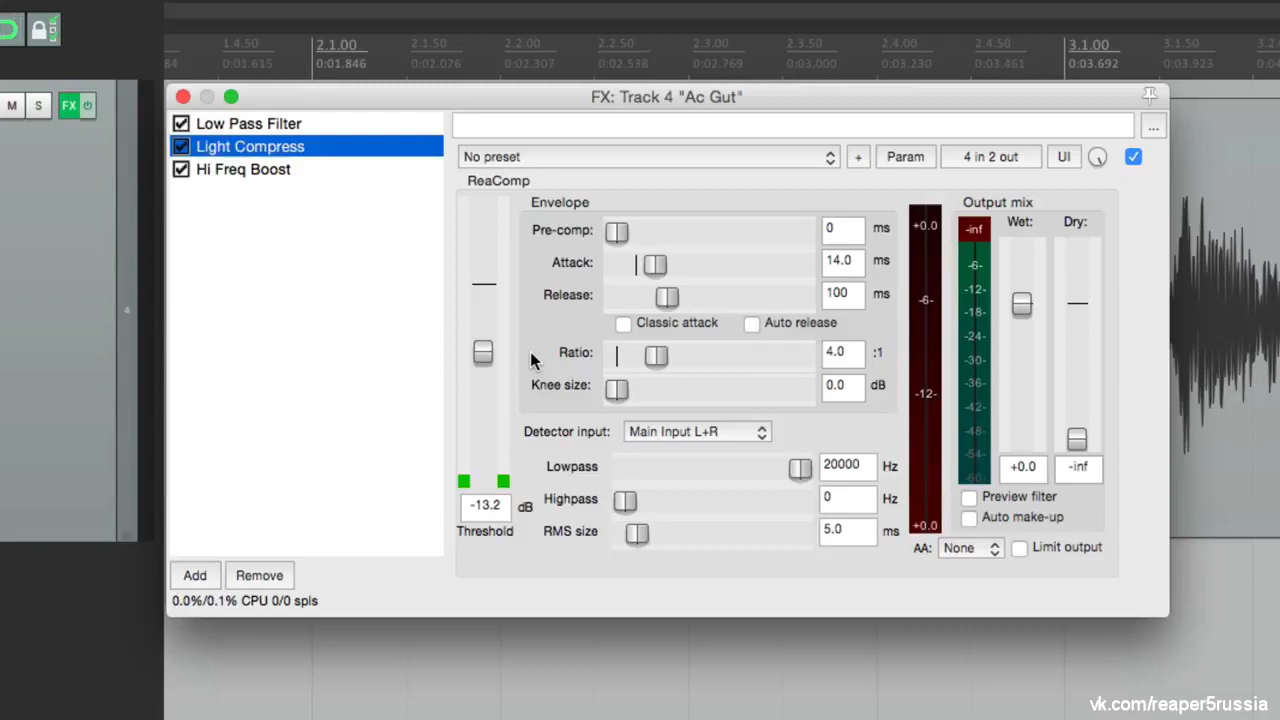 1.4.50 2.1.00 2.1.50 2.2.00 2.2.50 2.3.00 2.3.50 2.4.00 2.4.50 3.1.00 3.1.50 3.2
84 0:01.615 0:01.846 0:02.076 0:02.307 0:02.538 0:02.769 0:03.000 0:03.230 0:03.461 0:03.692 0:03.923 0:04
FX: Track 4 "Ac Gut"
M S FX
Low Pass Filter
Light Compress
Hi Freq Boost
...
No preset + Param 4 in 2 out UI
ReaComp
Envelope
Pre-comp: 0 ms
Attack: 14.0 ms
Release: 100 ms
Classic attack Auto release
Ratio: 4.0 :1
Knee size: 0.0 dB
Detector input: Main Input L+R
Lowpass 20000 Hz
Highpass 0 Hz
RMS size 5.0 ms
-13.2 dB
Threshold
+0.0
-6-
-12-
+0.0
Output mix
Wet: Dry:
-inf
-6-
-12-
-18-
-24-
-30-
-36-
-42-
-48-
-54-
-60-
+0.0 -inf
Preview filter
Auto make-up
AA: None Limit output
4
Add Remove
0.0%/0.1% CPU 0/0 spls
vk.com/reaper5russia